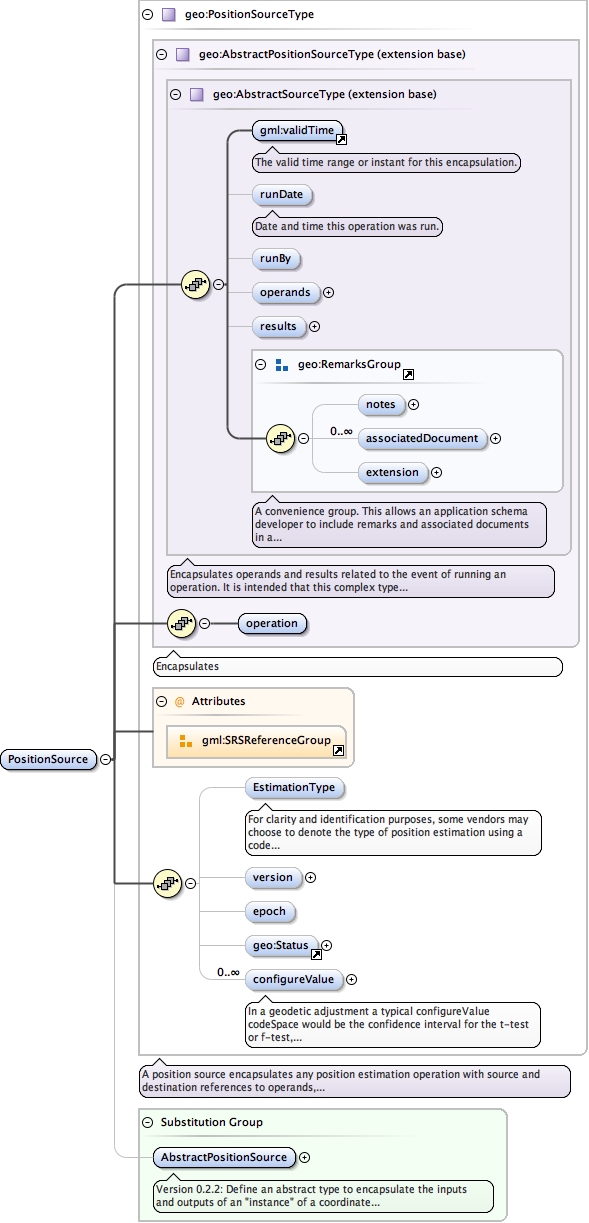 geo:PositionSourceType
geo:AbstractPositionSourceType (extension base)
geo:AbstractSourceType (extension base)
gml:validTime
The valid time range or instant for this encapsulation.
runDate
Date and time this operation was run.
runBy
operands
results
geo:RemarksGroup
notes
0..∞
associatedDocument
extension
A convenience group. This allows an application schema
developer to include remarks and associated documents
in a...
Encapsulates operands and results related to the event of running an
operation. It is intended that this complex type...
operation
Encapsulates
@ Attributes
gml:SRSReferenceGroup
PositionSource
EstimationType
For clarity and identification purposes, some vendors may
choose to denote the type of position estimation using a
code...
version
epoch
geo:Status
0..∞
configureValue
In a geodetic adjustment a typical configureValue
codeSpace would be the confidence interval for the t-test
or f-test,...
A position source encapsulates any position estimation operation with source and
destination references to operands,...
Substitution Group
AbstractPositionSource
Version 0.2.2: Define an abstract type to encapsulate the inputs
and outputs of an "instance" of a coordinate...